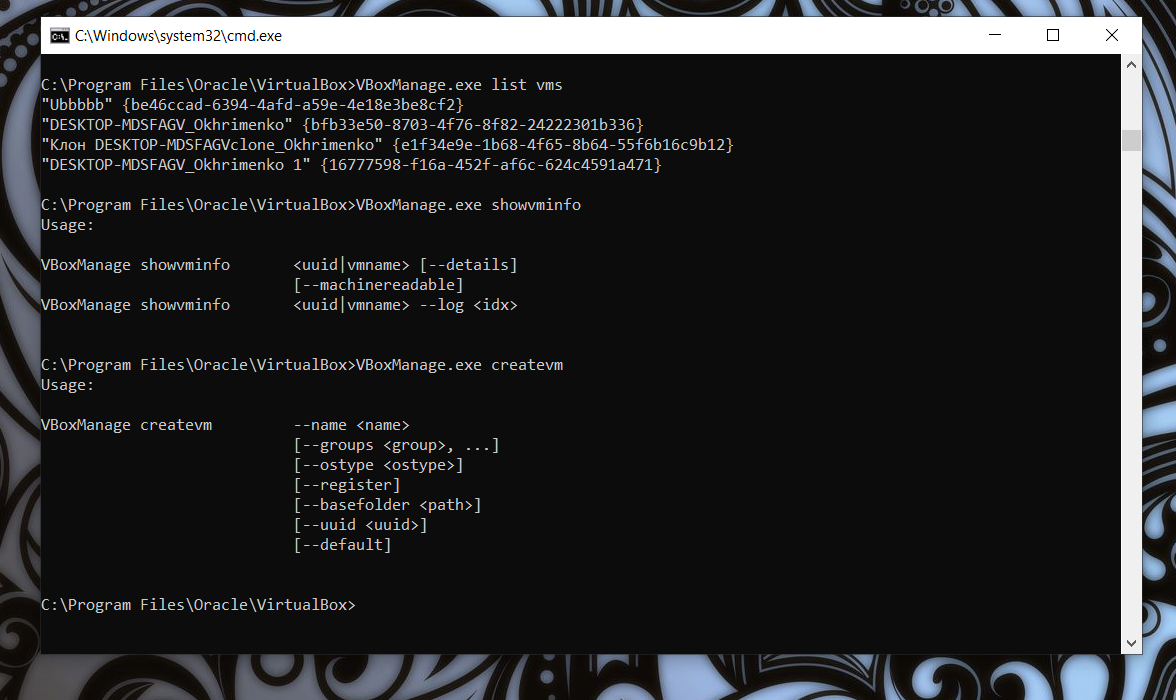 C:\Windows\system32\cmd.exe
C:\Program Files\Oracle\VirtualBox>VBoxManage.exe list vms
"Ubbbbb" {be46ccad-6394-4afd-a59e-4e18e3be8cf2}
"DESKTOP-MDSFAGV_Okhrimenko" {bfb33e50-8703-4f76-8f82-24222301b336}
"Клон DESKTOP-MDSFAGVclone_Okhrimenko" {e1f34e9e-1b68-4f65-8b64-55f6b16c9b12}
"DESKTOP-MDSFAGV_Okhrimenko 1" {16777598-f16a-452f-af6c-624c4591a471}
C:\Program Files\Oracle\VirtualBox>VBoxManage.exe showvminfo
Usage:
VBoxManage showvminfo       <uuid|vmname> [--details]
                            [--machinereadable]
VBoxManage showvminfo       <uuid|vmname> --log <idx>
C:\Program Files\Oracle\VirtualBox>VBoxManage.exe createvm
Usage:
VBoxManage createvm         --name <name>
                            [--groups <group>, ...]
                            [--ostype <ostype>]
                            [--register]
                            [--basefolder <path>]
                            [--uuid <uuid>]
                            [--default]
C:\Program Files\Oracle\VirtualBox>